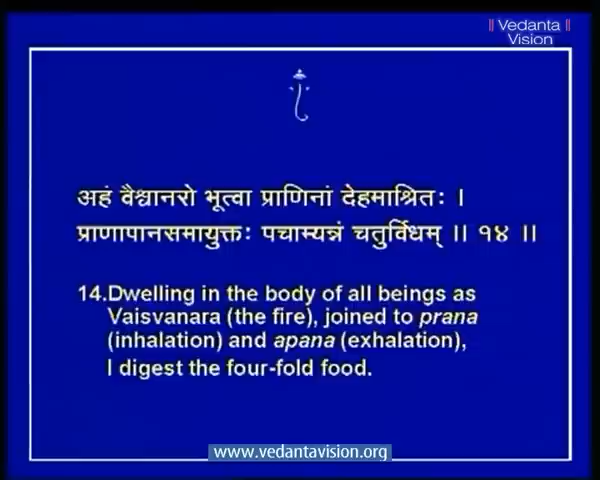 || Vedanta ||
Vision
अहं वैश्वानरो भूत्वा प्राणिनां देहमाश्रितः ।
प्राणापानसमायुक्तः पचाम्यन्नं चतुर्विधम् ॥ १४ ॥
14.Dwelling in the body of all beings as
Vaisvanara (the fire), joined to prana
(inhalation) and apana (exhalation),
I digest the four-fold food.
www.vedantavision.org